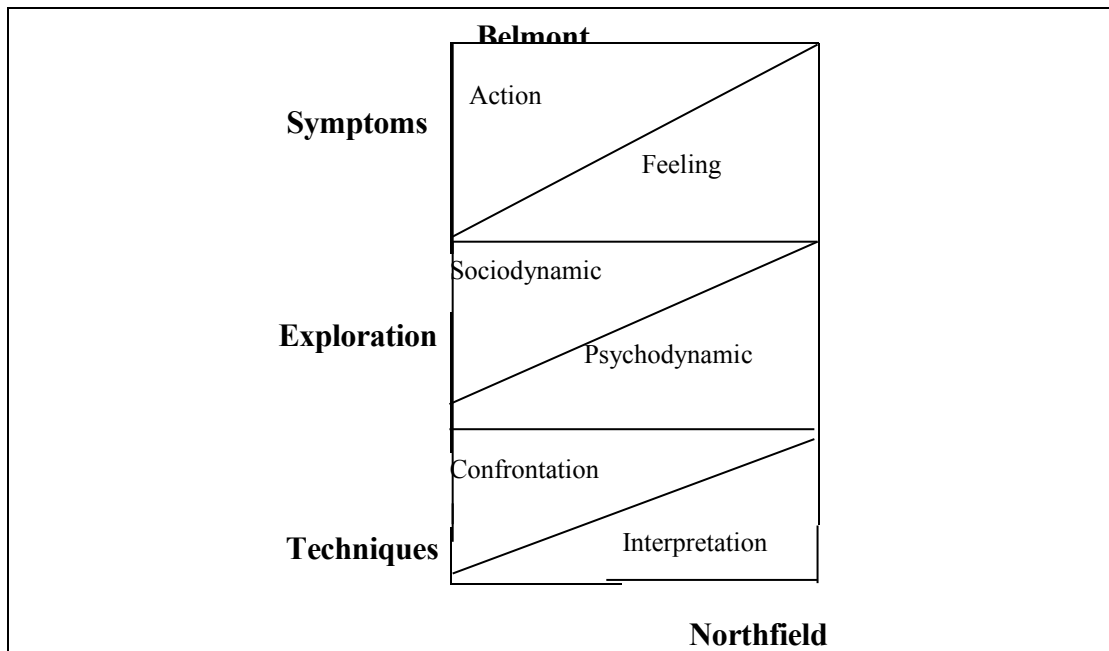 Belmont
Action
Symptoms
Feeling
Sociodynamic
Exploration
Psychodynamic
Confrontation
Techniques
Interpretation
Northfield